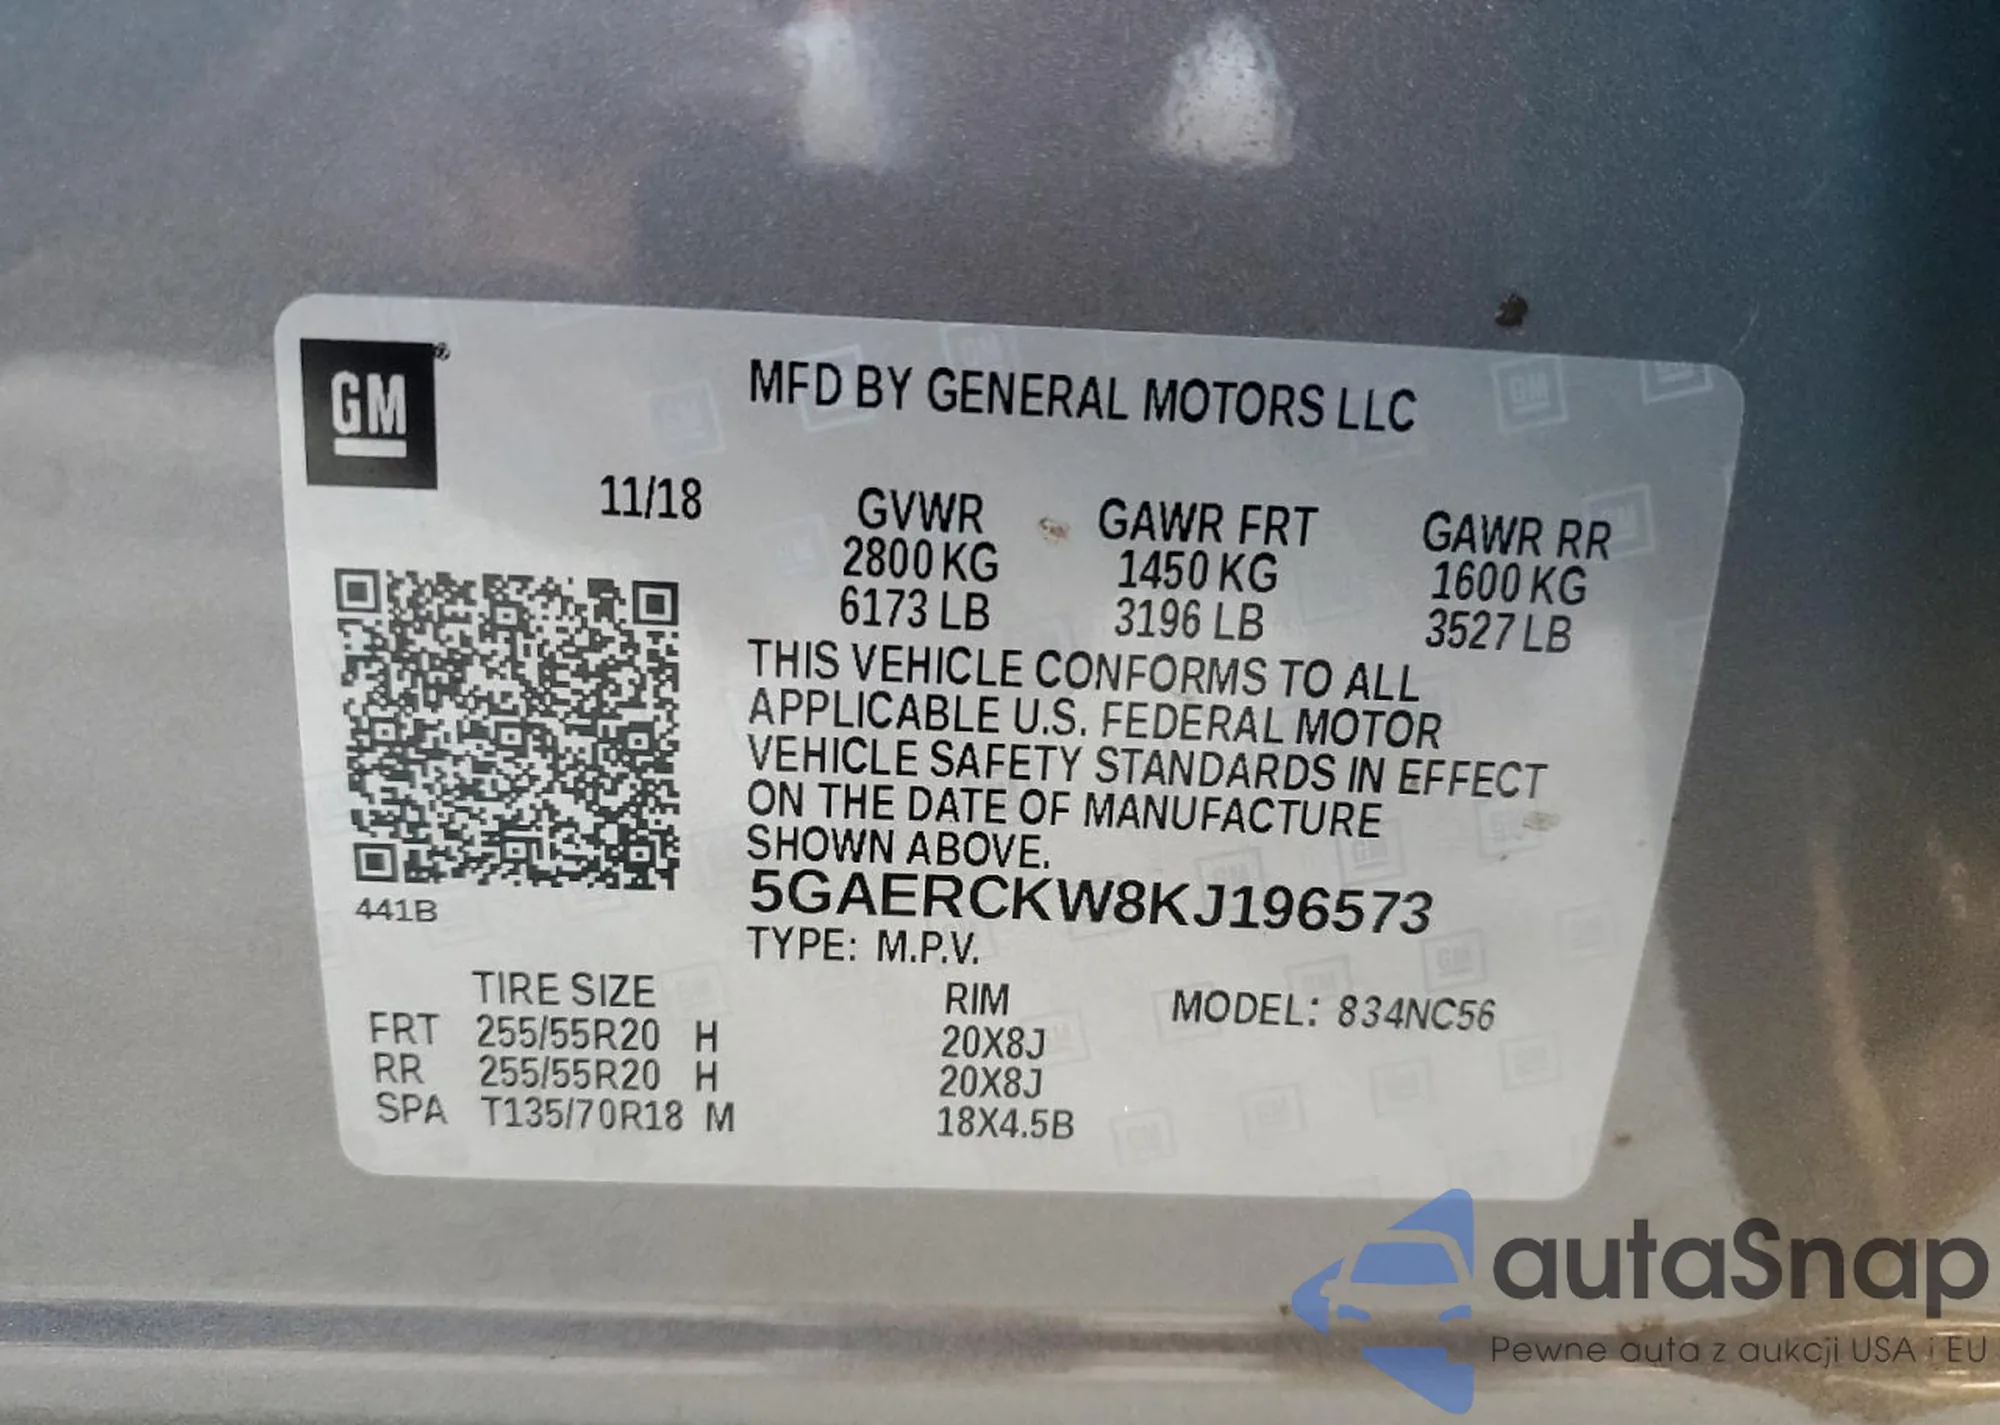 GM®
MFD BY GENERAL MOTORS LLC
11/18
GVWR GAWR FRT GAWR RR
2800 KG 1450 KG 1600 KG
6173 LB 3196 LB 3527 LB
THIS VEHICLE CONFORMS TO ALL
APPLICABLE U.S. FEDERAL MOTOR
VEHICLE SAFETY STANDARDS IN EFFECT
ON THE DATE OF MANUFACTURE
SHOWN ABOVE.
441B
5GAERCKW8KJ196573
TYPE: M.P.V.
TIRE SIZE RIM MODEL: 834NC56
FRT 255/55R20 H 20X8J
RR 255/55R20 H 20X8J
SPA T135/70R18 M 18X4.5B
autaSnap
Pewne auta z aukcji USA i EU